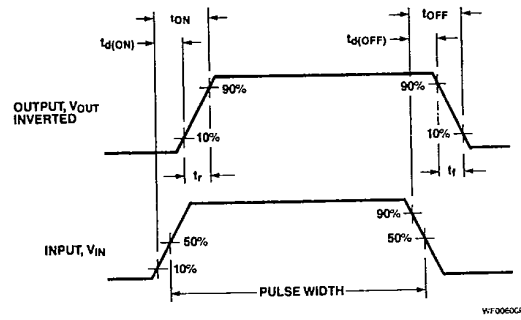 tON
tOFF
td(ON)
td(OFF)
OUTPUT, VOUT
INVERTED
90%
90%
10%
10%
tr
tf
INPUT, VIN
50%
90%
50%
10%
PULSE WIDTH